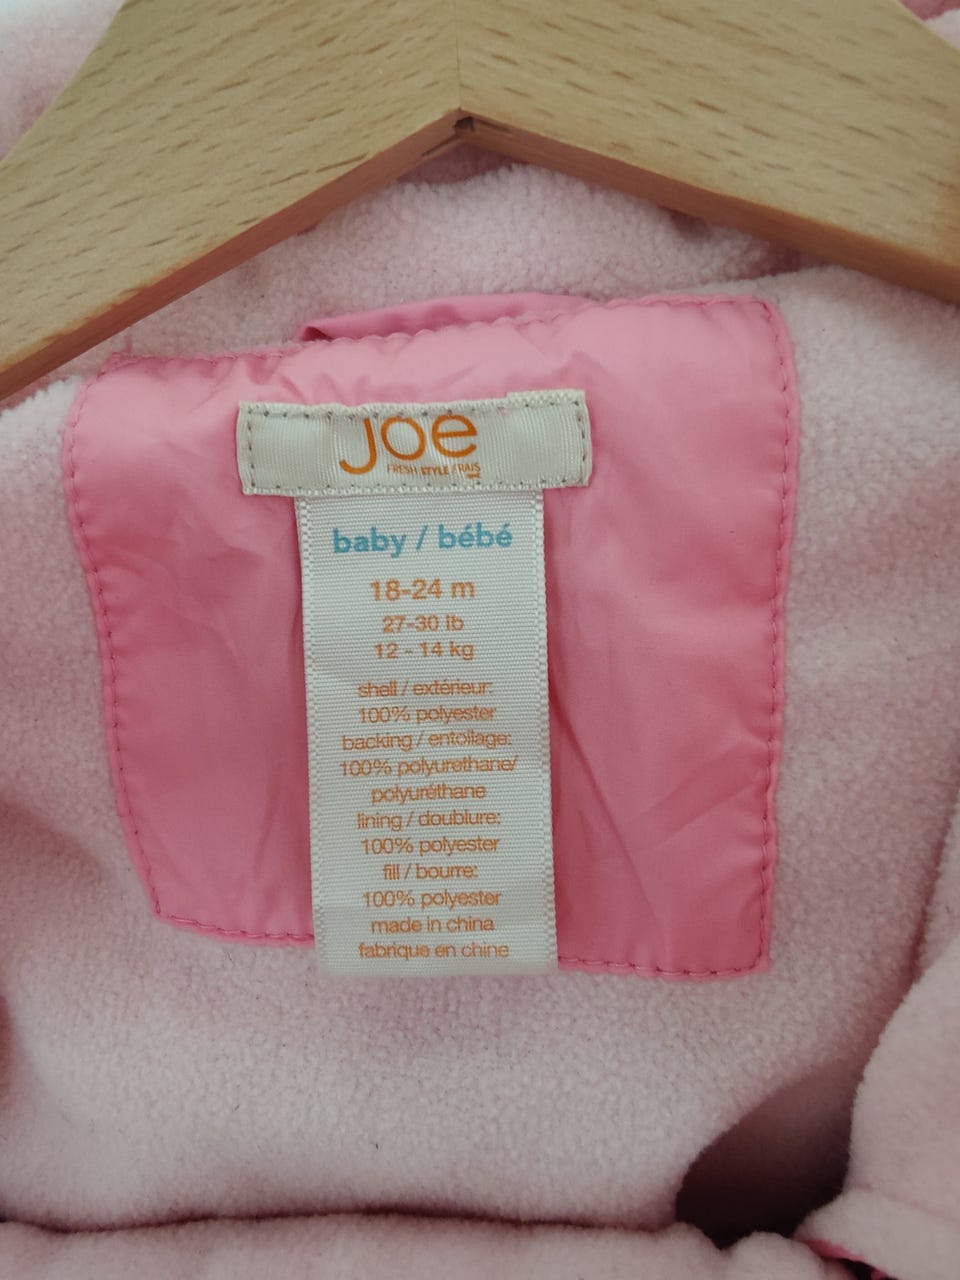 joe
FRESH STYLE FRAIS
baby / bébé
18-24 m
27-30 lb
12 - 14 kg
shell / extérieur:
100% polyester
backing / entoilage:
100% polyurethane/
polyuréthane
lining / doublure:
100% polyester
fill / bourre:
100% polyester
made in china
fabrique en chine